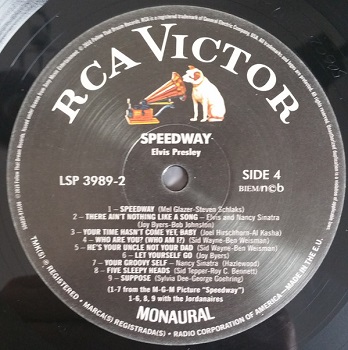 RCA VICTOR
SPEEDWAY
Elvis Presley
LSP 3989-2
SIDE 4
BIEM/n©b
1 – SPEEDWAY (Mel Glazer-Steven Schlaks)
2 – THERE AIN'T NOTHING LIKE A SONG – Elvis and Nancy Sinatra
(Joy Byers-Bob Johnston)
3 – YOUR TIME HASN'T COME YET, BABY (Joel Hirschhorn-Al Kasha)
4 – WHO ARE YOU? (WHO AM I?) (Sid Wayne-Ben Weisman)
5 – HE'S YOUR UNCLE NOT YOUR DAD (Sid Wayne-Ben Weisman)
6 – LET YOURSELF GO (Joy Byers)
7 – YOUR GROOVY SELF – Nancy Sinatra (Hazlewood)
8 – FIVE SLEEPY HEADS (Sid Tepper-Roy C. Bennett)
9 – SUPPOSE (Sylvia Dee-George Goehring)
(1-7 from the M-G-M Picture "Speedway")
1-6, 8, 9 with the Jordanaires
MONAURAL
TMK(S) ® REGISTERED • MARCA(S) REGISTRADA(S) • RADIO CORPORATION OF AMERICA • MADE IN THE E.U.